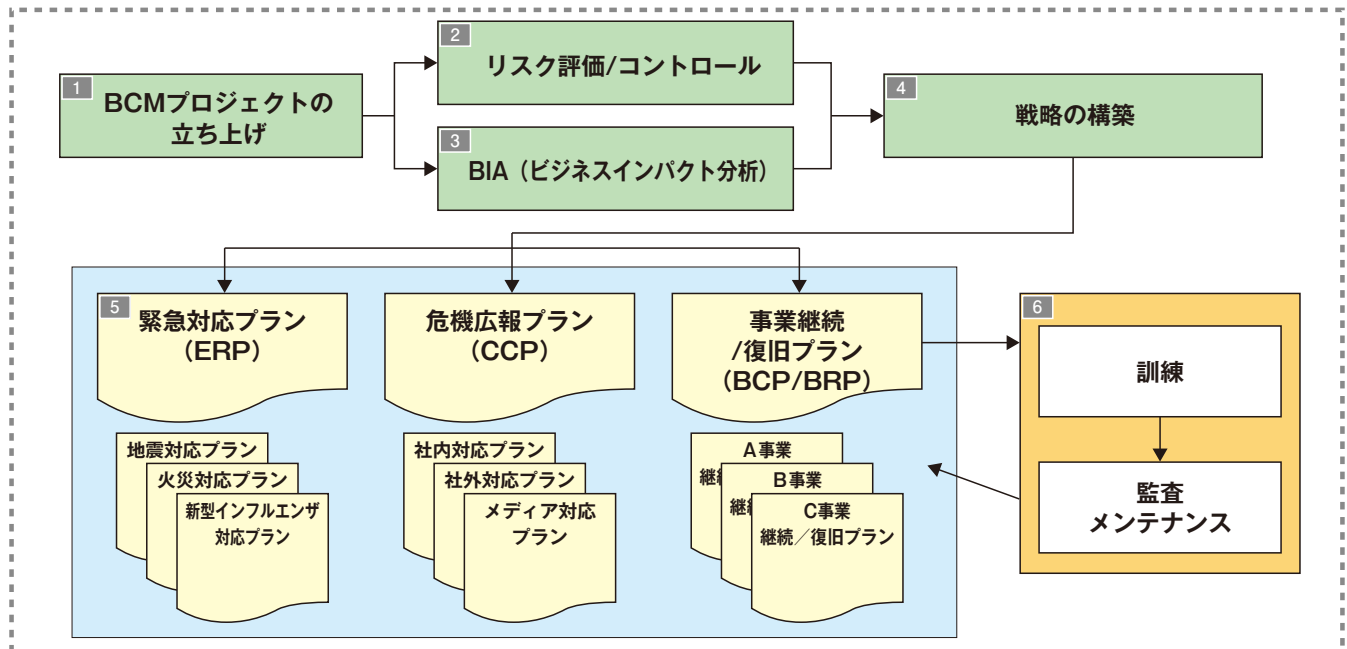 1
BCMプロジェクトの
立ち上げ
2
リスク評価/コントロール
3
BIA(ビジネスインパクト分析)
4
戦略の構築
5
緊急対応プラン
(ERP)
危機広報プラン
(CCP)
事業継続
/復旧プラン
(BCP/BRP)
地震対応プラン
火災対応プラン
新型インフルエンザ
対応プラン
社内対応プラン
社外対応プラン
メディア対応
プラン
A事業
継続
B事業
継
C事業
継続/復旧プラン
6
訓練
監査
メンテナンス